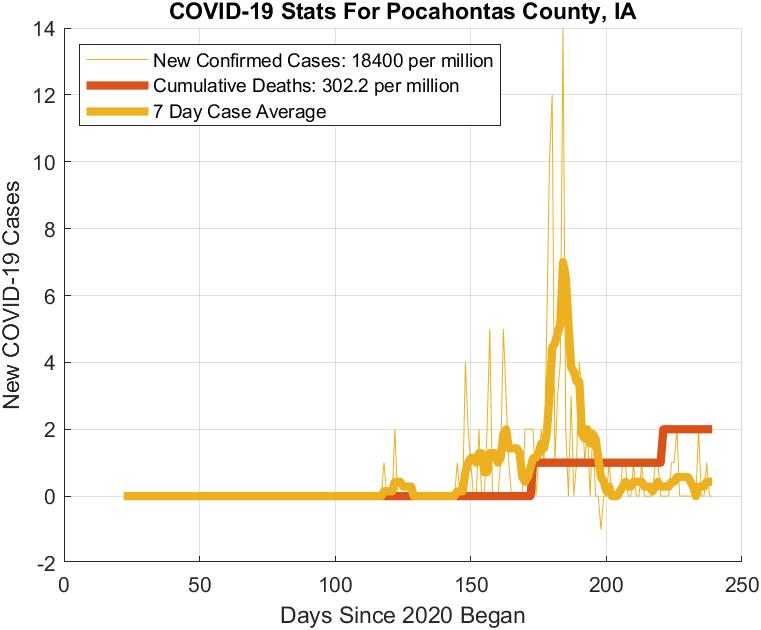 COVID-19 Stats For Pocahontas County, IA
14
12
10
8
6
4
2
0
-2
New COVID-19 Cases
New Confirmed Cases: 18400 per million
Cumulative Deaths: 302.2 per million
7 Day Case Average
0 50 100 150 200 250
Days Since 2020 Began